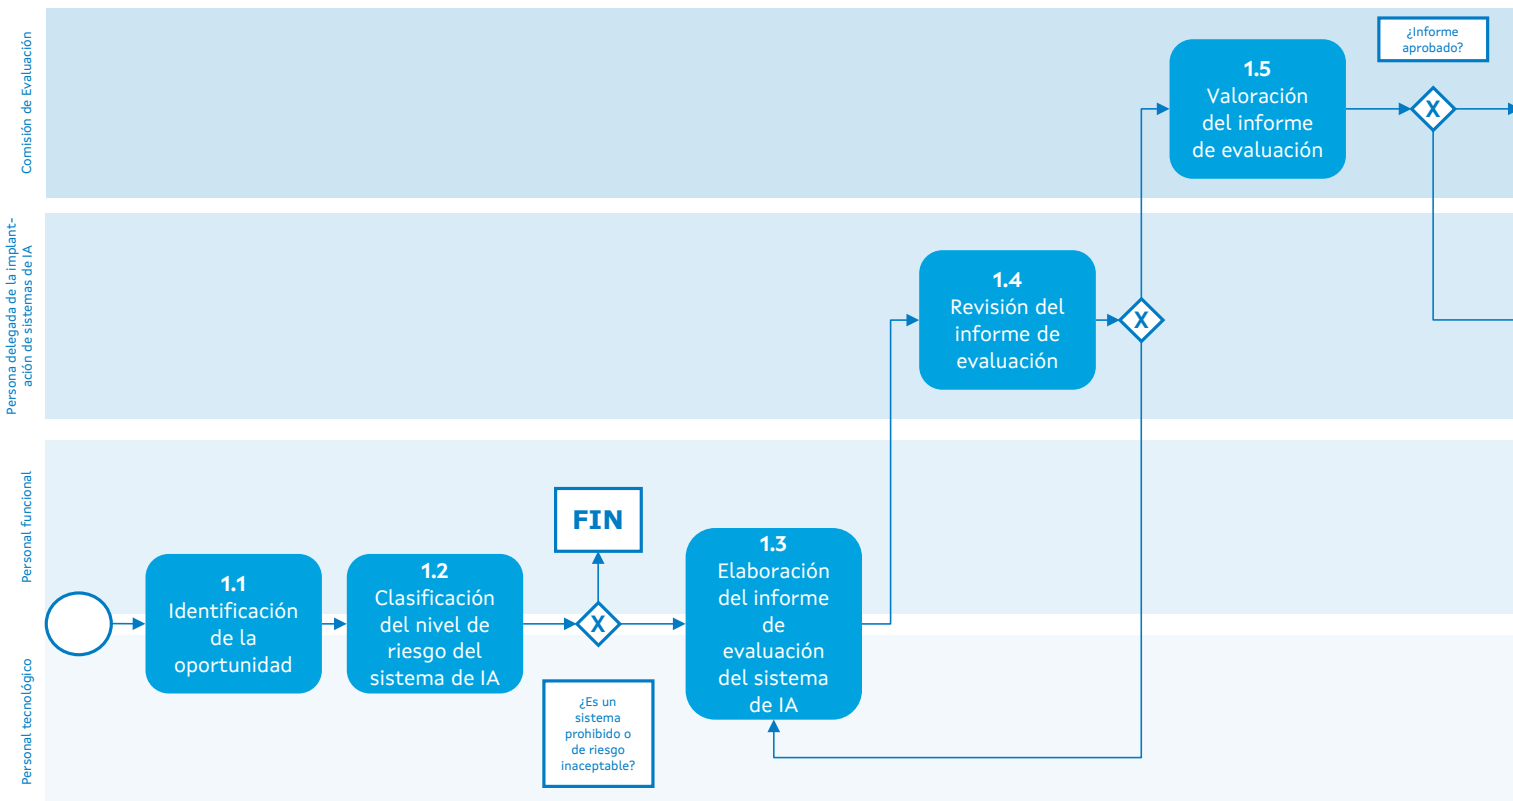 Comisión de Evaluación
¿Informe
aprobado?
1.5
Valoración
del informe
de evaluación
X
Persona delegada de la implant-
ación de sistemas de IA
1.4
Revisión del
informe de
evaluación
X
Personal funcional
Personal tecnológico
1.1
Identificación
de la
oportunidad
1.2
Clasificación
del nivel de
riesgo del
sistema de IA
FIN
X
¿Es un
sistema
prohibido o
de riesgo
inaceptable?
1.3
Elaboración
del informe
de
evaluación
del sistema
de IA